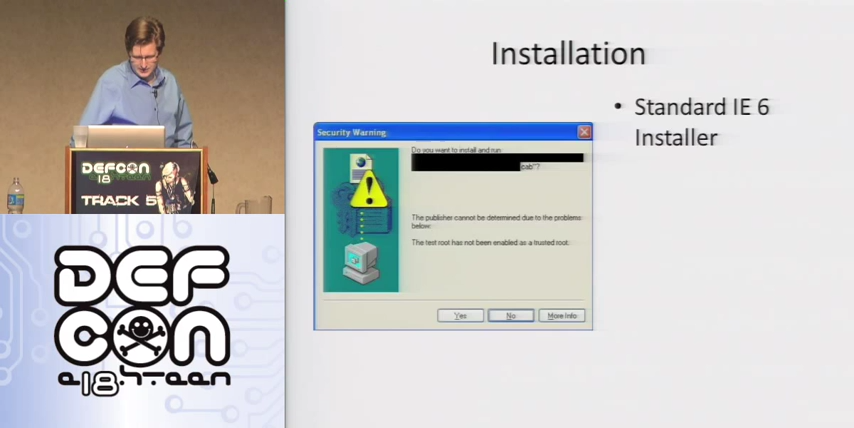 DEFCON
18
TRACK 5
DEF
CON
Installation
• Standard IE 6
Installer
Security Warning
Do you want to install and run
cab"?
The publisher cannot be determined due to the problems
below:
The test root has not been enabled as a trusted root.
Yes
No
More Info